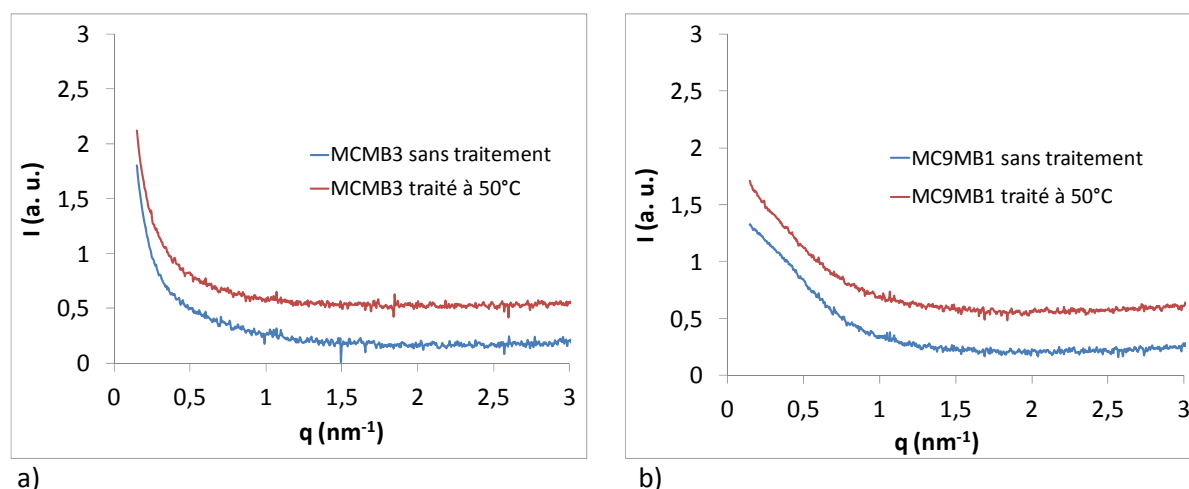 3
2,5
2
1,5
1
0,5
0
I (a. u.)
0 0,5 1 1,5 2 2,5 3
q (nm-1)
MCMB3 sans traitement
MCMB3 traité à 50°C
a)
3
2,5
2
1,5
1
0,5
0
I (a. u.)
0 0,5 1 1,5 2 2,5 3
q (nm-1)
MC9MB1 sans traitement
MC9MB1 traité à 50°C
b)